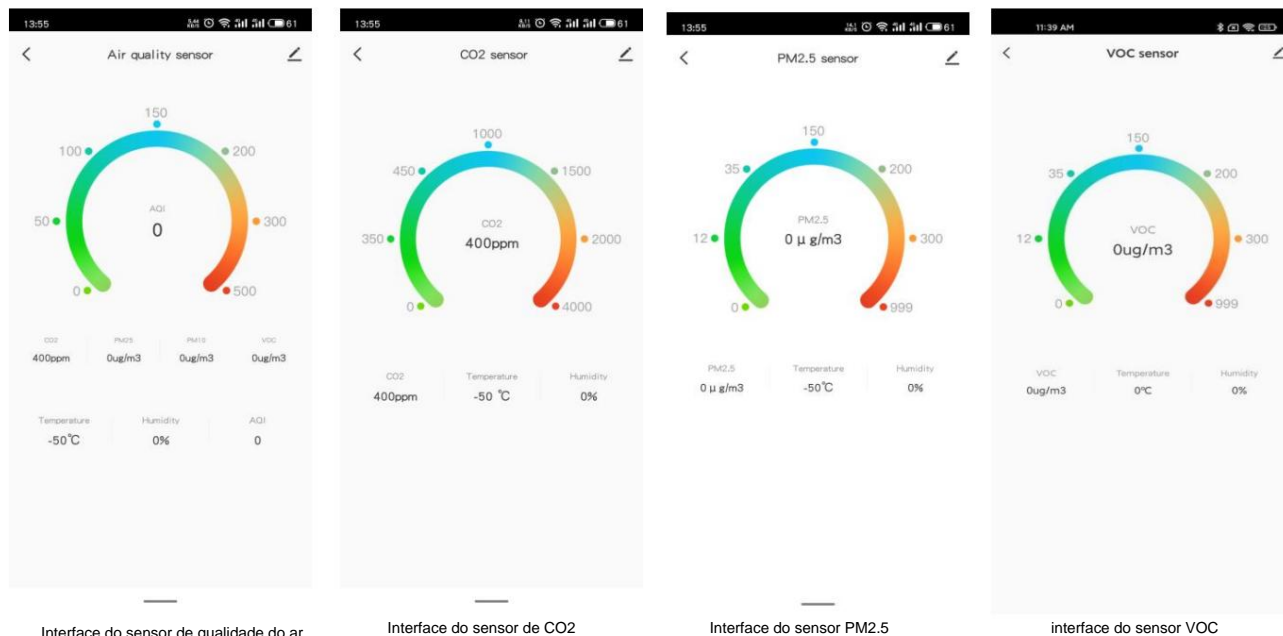 13:55
61
Air quality sensor
150
100
200
50
300
AQI
0
0
500
CO2
PM25
PM10
VOC
400ppm
0ug/m3
0ug/m3
0ug/m3
Temperature
Humidity
AQI
-50℃
0%
0
Interface do sensor de qualidade do ar
13:55
61
CO2 sensor
1000
450
1500
350
2000
CO2
400ppm
0
4000
CO2
Temperature
Humidity
400ppm
-50 ℃
0%
Interface do sensor de CO2
13:55
61
PM2.5 sensor
150
35
200
12
300
PM2.5
0 μ g/m3
0
999
PM2.5
Temperature
Humidity
0 μ g/m3
-50℃
0%
Interface do sensor PM2.5
11:39 AM
VOC sensor
150
35
200
12
300
VOC
0ug/m3
0
999
VOC
Temperature
Humidity
0ug/m3
0°C
0%
interface do sensor VOC